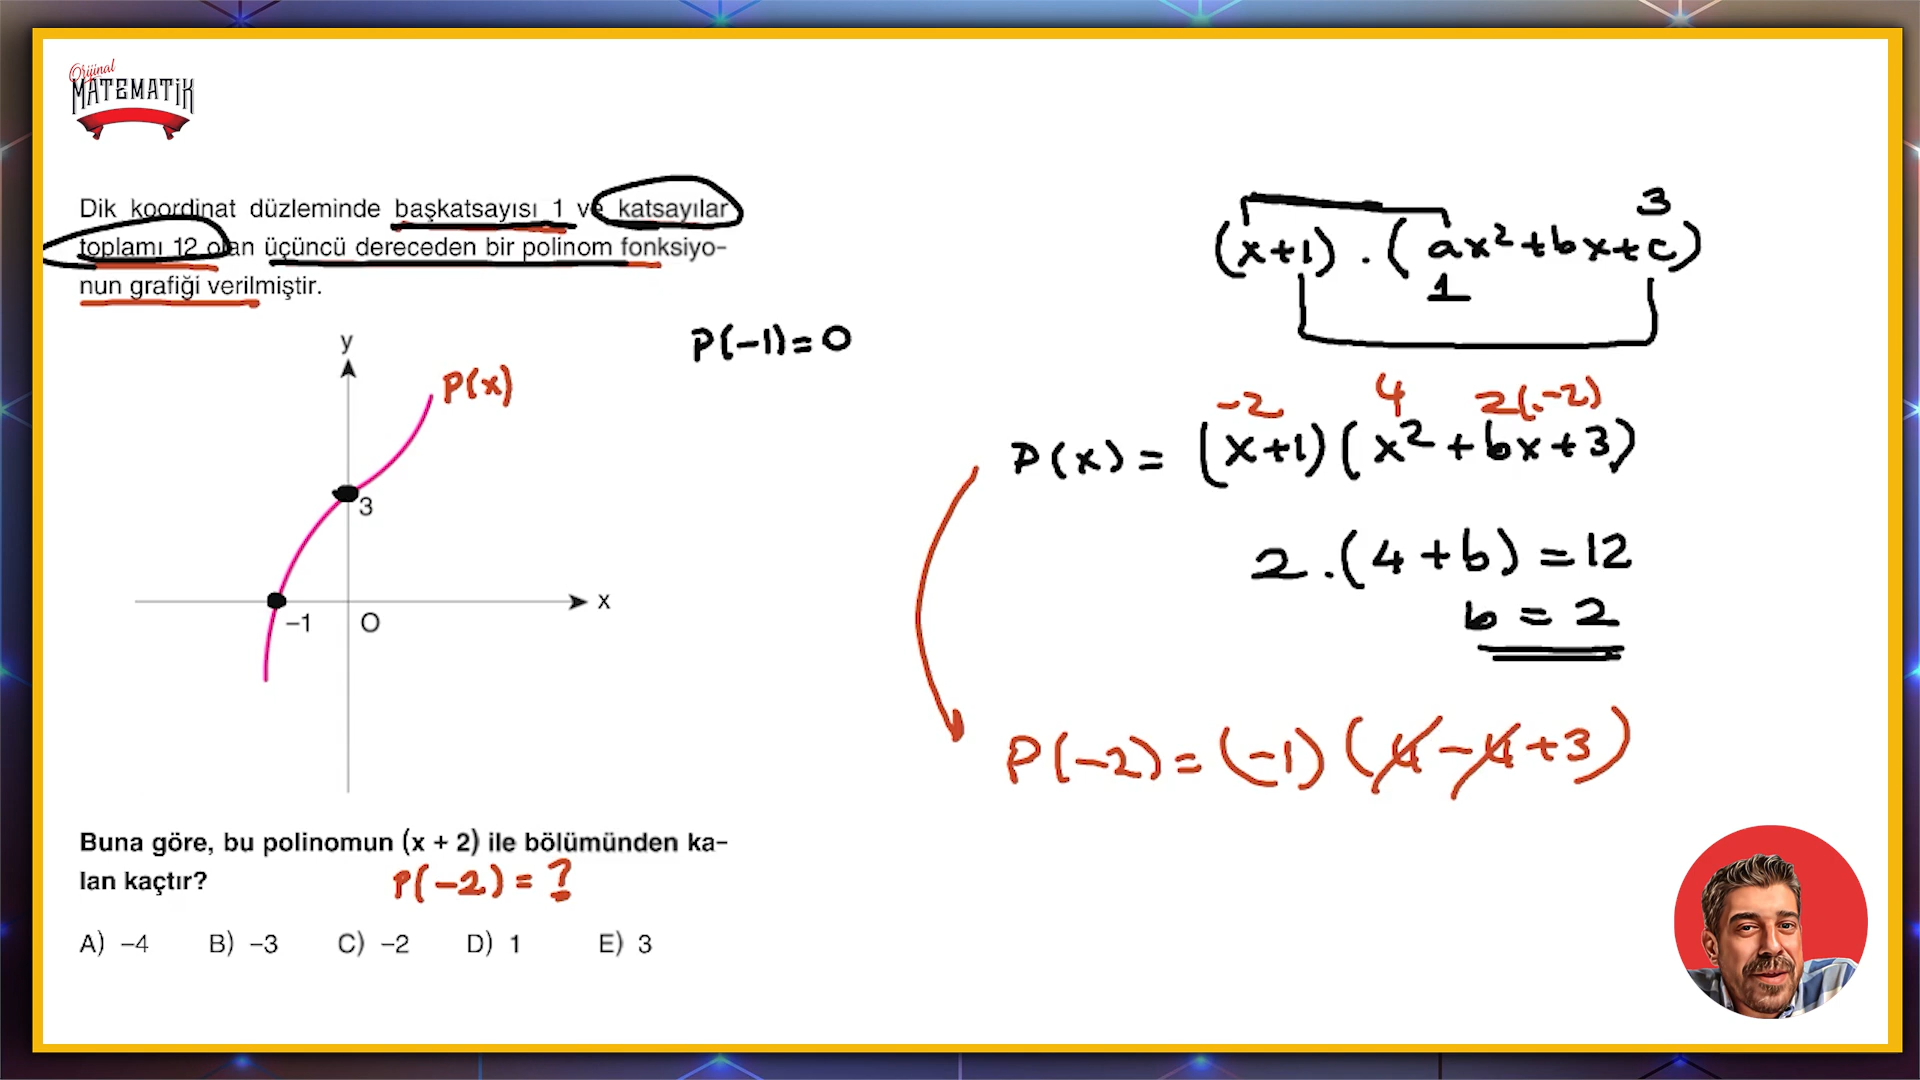 Orijinal
MATEMATİK
Dik koordinat düzleminde başkatsayısı 1 ve katsayılar
toplamı 12 olan üçüncü dereceden bir polinom fonksiyo-
nun grafiği verilmiştir.
y
P(x)
3
-1
O
x
P(-1)=0
Buna göre, bu polinomun (x + 2) ile bölümünden ka-
lan kaçtır?
P(-2) = ?
A) -4 B) -3 C) -2 D) 1 E) 3
3
(x+1) . (ax²+bx+c)
1
-2 4 2(.-2)
P(x) = (x+1)(x²+bx+3)
2.(4+b) = 12
b = 2
P(-2) = (-1) (4-4+3)